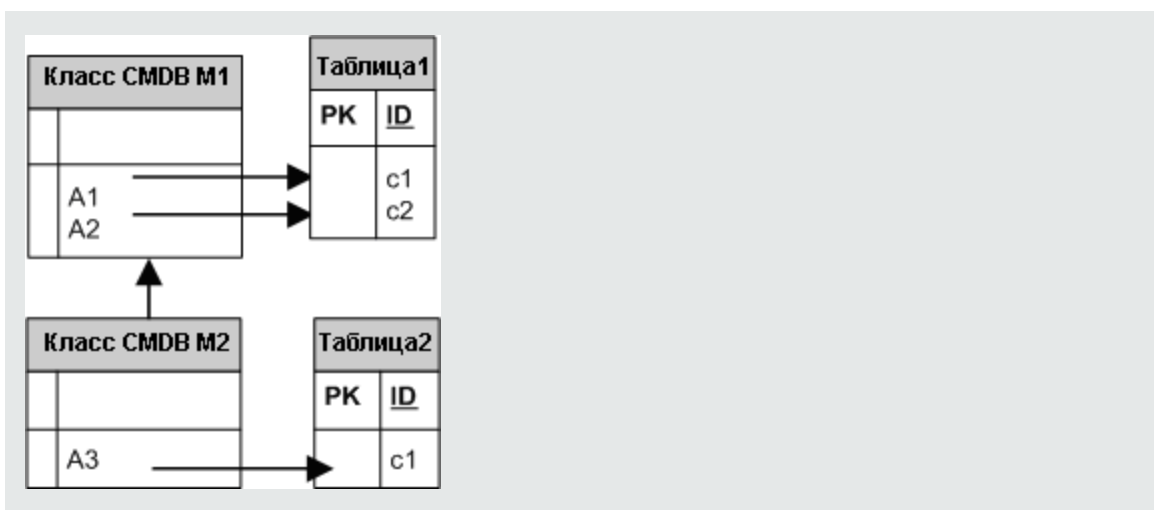 Класс CMDB M1
A1
A2
Таблица1
PK ID
c1
c2
Класс CMDB M2
A3
Таблица2
PK ID
c1